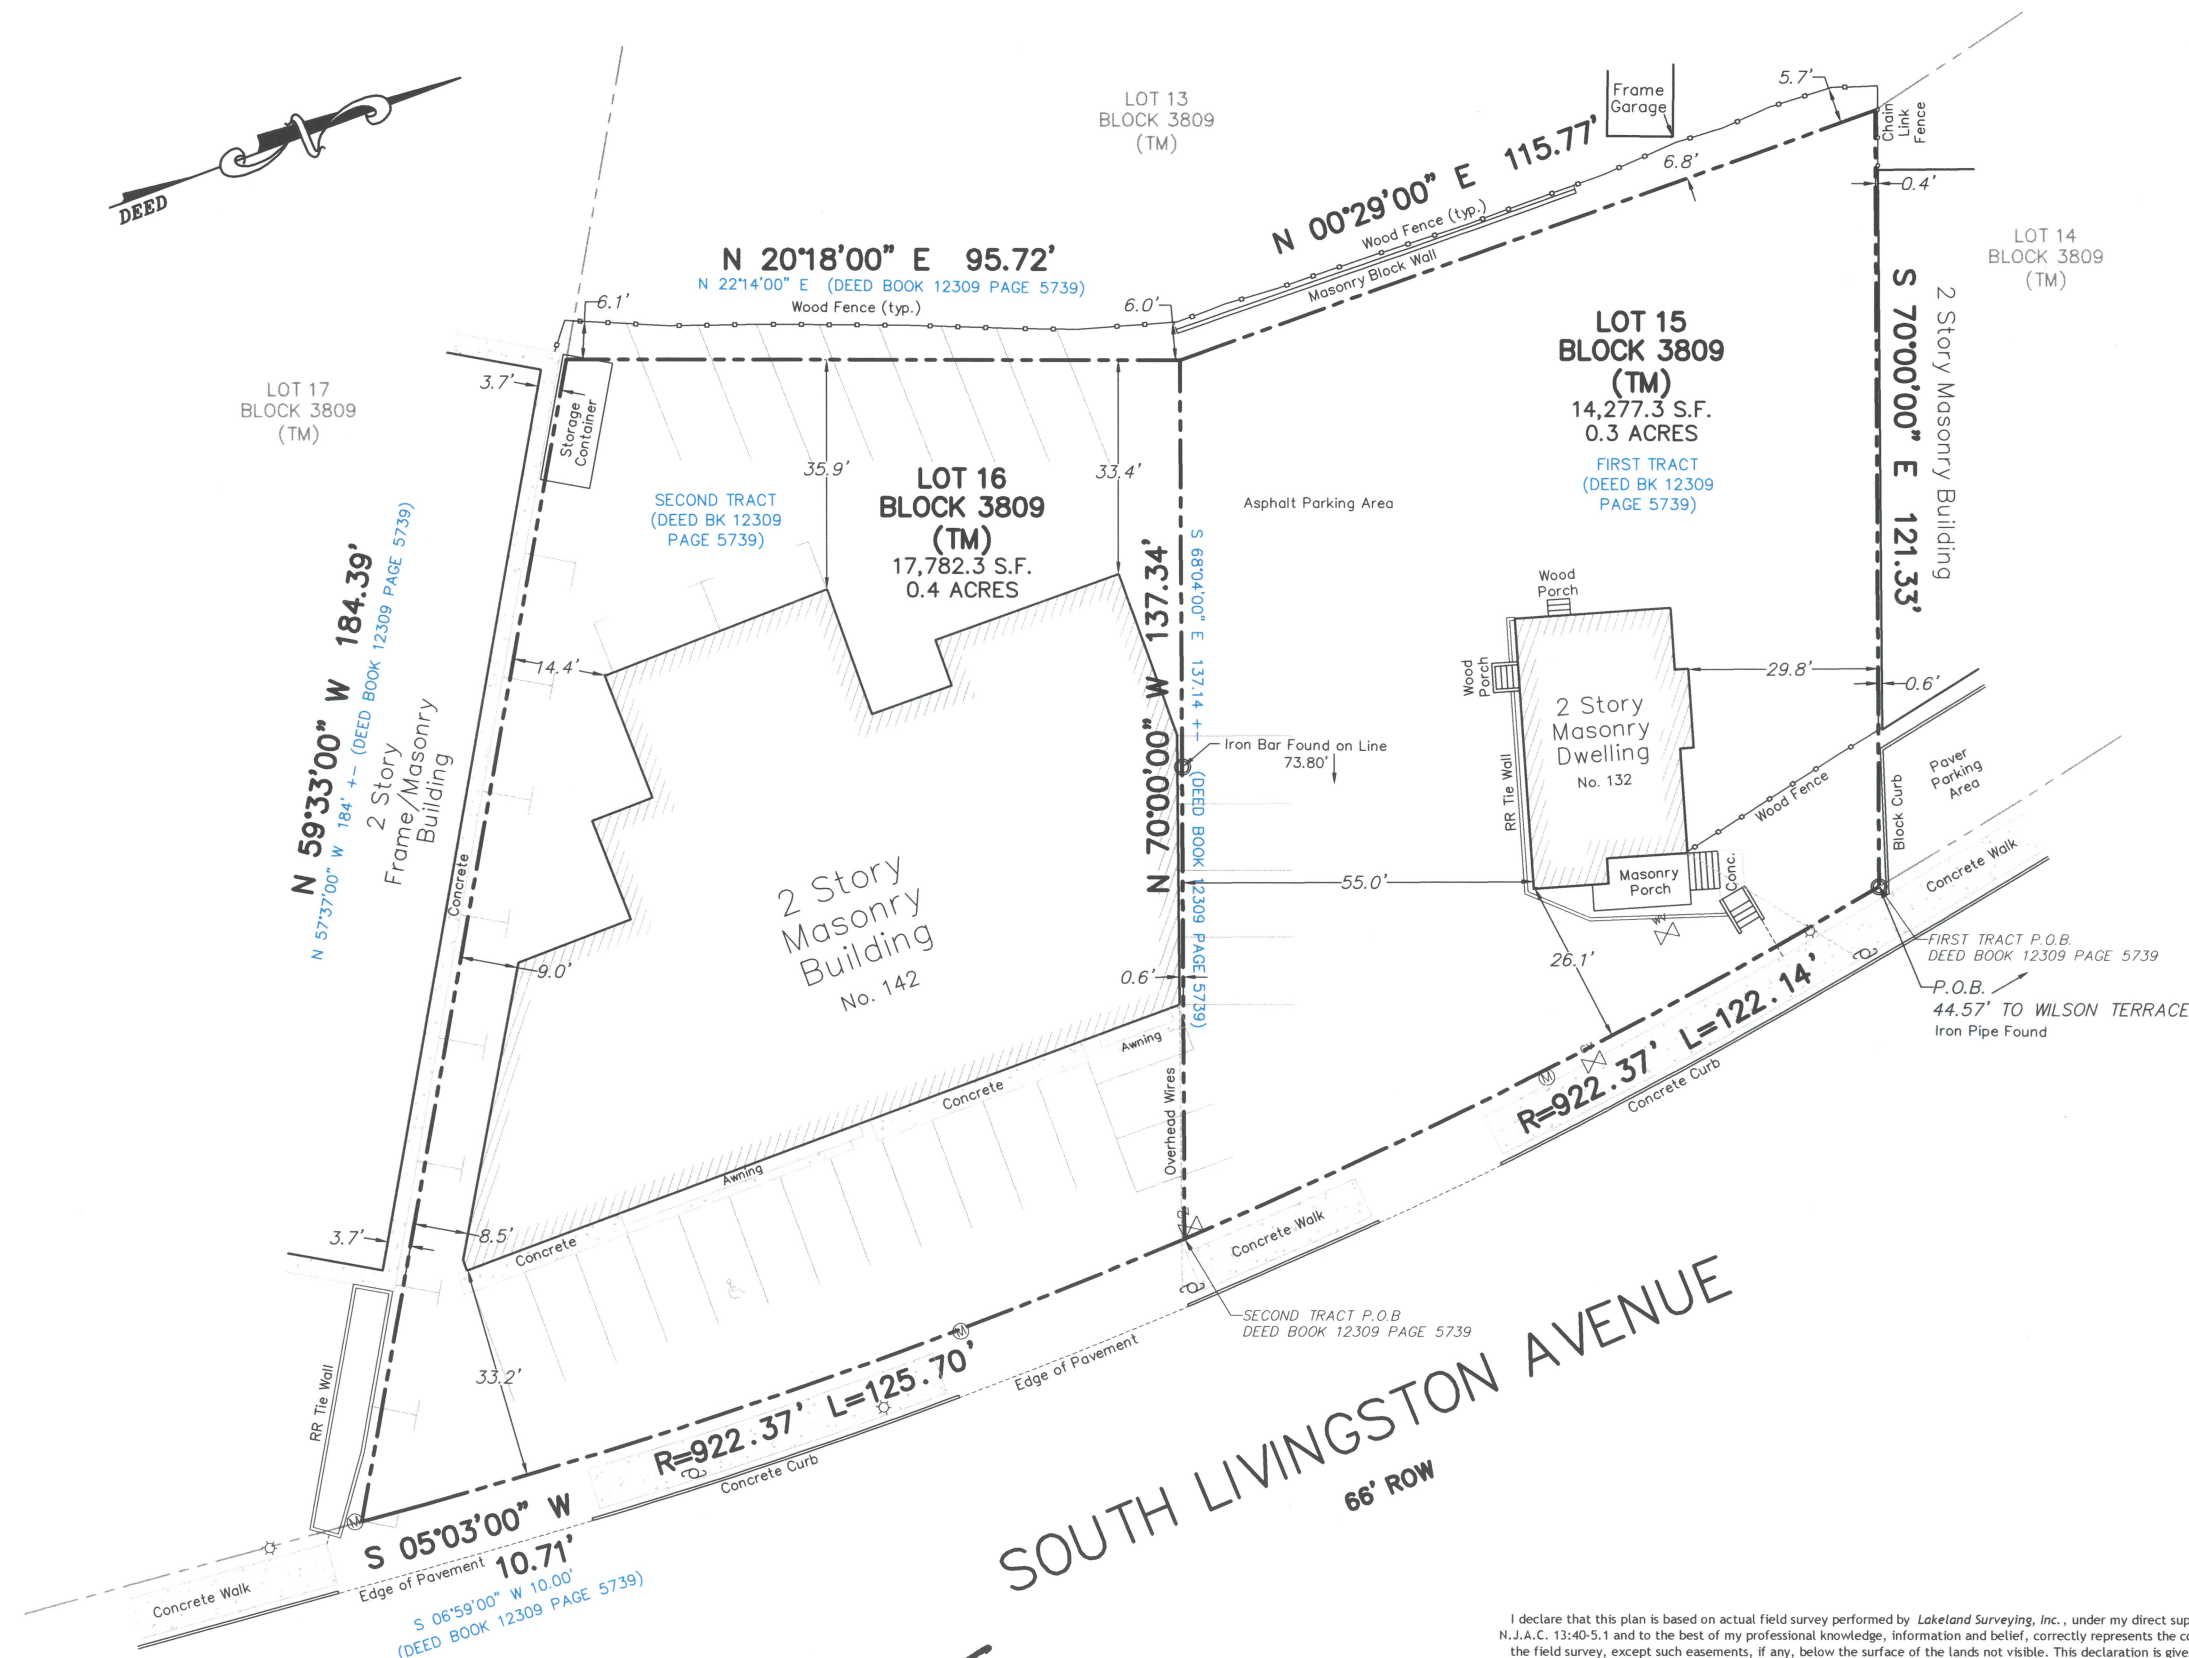 DEED
LOT 13
BLOCK 3809
(TM)
Frame
Garage
5.7'
Chain
Link
Fence
N 00°29'00" E 115.77'
6.8'
0.4'
Wood Fence (typ.)
Masonry Block Wall
LOT 14
BLOCK 3809
(TM)
N 20°18'00" E 95.72'
N 22°14'00" E (DEED BOOK 12309 PAGE 5739)
6.1'
Wood Fence (typ.)
6.0'
LOT 15
BLOCK 3809
(TM)
14,277.3 S.F.
0.3 ACRES
FIRST TRACT
(DEED BK 12309
PAGE 5739)
S 70°00'00" E 121.33'
2 Story Masonry Building
LOT 17
BLOCK 3809
(TM)
3.7'
Storage
Container
35.9'
33.4'
LOT 16
BLOCK 3809
(TM)
17,782.3 S.F.
0.4 ACRES
SECOND TRACT
(DEED BK 12309
PAGE 5739)
Asphalt Parking Area
N 70°00'00" W 137.34'
S 68°04'00" E 137.14 +- (DEED BOOK 12309 PAGE 5739)
N 59°33'00" W 184.39'
N 57°37'00" W 184' +- (DEED BOOK 12309 PAGE 5739)
2 Story
Frame/Masonry
Building
Concrete
14.4'
Wood
Porch
Wood
Porch
29.8'
0.6'
2 Story
Masonry
Dwelling
No. 132
RR Tie Wall
Iron Bar Found on Line
73.80'
Wood Fence
Block Curb
Paver
Parking
Area
2 Story
Masonry
Building
No. 142
55.0'
Masonry
Porch
Conc.
WV
Concrete Walk
9.0'
0.6'
26.1'
FIRST TRACT P.O.B.
DEED BOOK 12309 PAGE 5739
P.O.B.
44.57' TO WILSON TERRACE
Iron Pipe Found
Awning
Concrete
Overhead Wires
GV
M
R=922.37' L=122.14'
Concrete Curb
Awning
3.7'
8.5'
Concrete
Concrete Walk
SECOND TRACT P.O.B
DEED BOOK 12309 PAGE 5739
33.2'
M
Edge of Pavement
RR Tie Wall
R=922.37' L=125.70'
Concrete Curb
SOUTH LIVINGSTON AVENUE
66' ROW
M
S 05°03'00" W
10.71'
Edge of Pavement
Concrete Walk
S 06°59'00" W 10.00'
(DEED BOOK 12309 PAGE 5739)
I declare that this plan is based on actual field survey performed by Lakeland Surveying, Inc., under my direct sup
N.J.A.C. 13:40-5.1 and to the best of my professional knowledge, information and belief, correctly represents the co
the field survey, except such easements, if any, below the surface of the lands not visible. This declaration is give